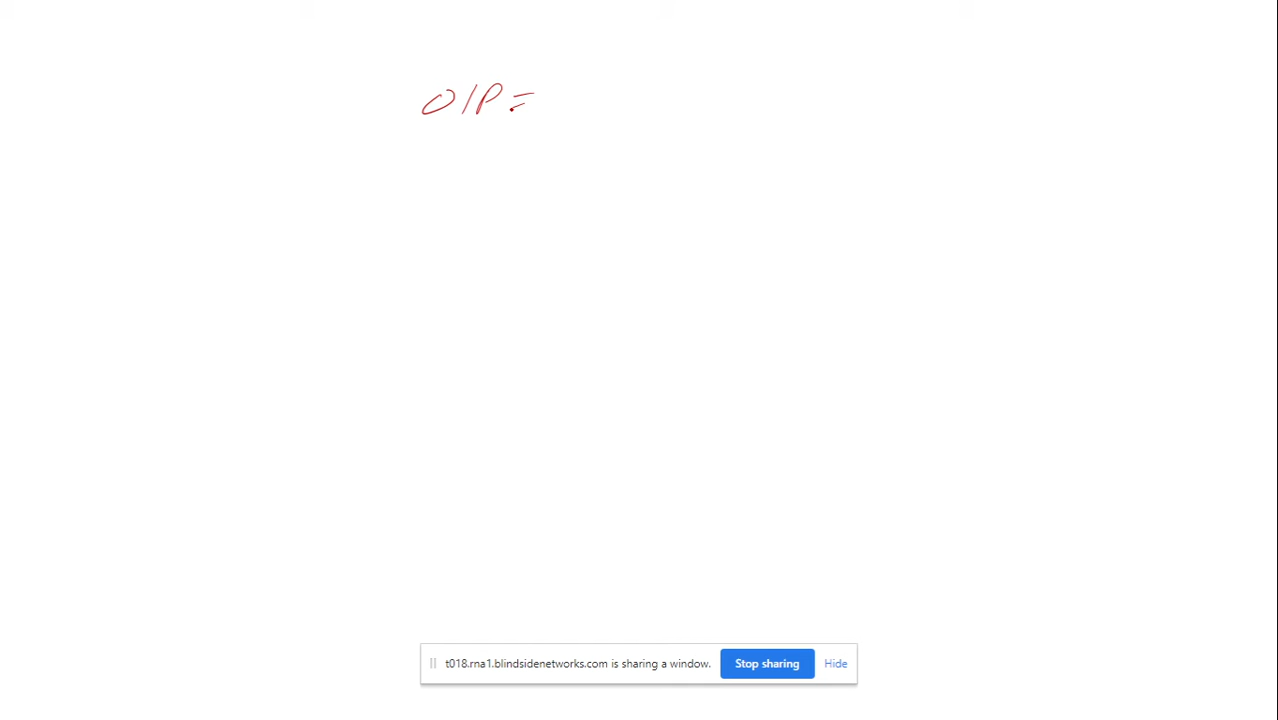 O/P =
t018.rna1.blindsidenetworks.com is sharing a window. Stop sharing Hide